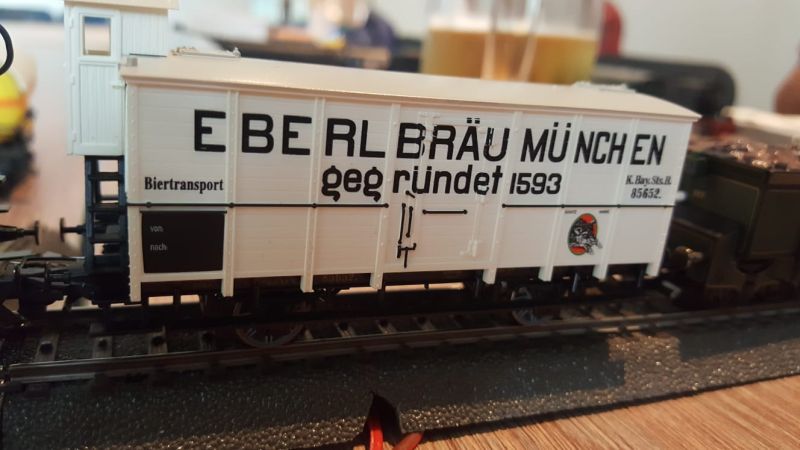 EBERLBRÄU MÜNCHEN
gegründet 1593
Biertransport
K. Bay. Sts. B.
85652.
von
nach